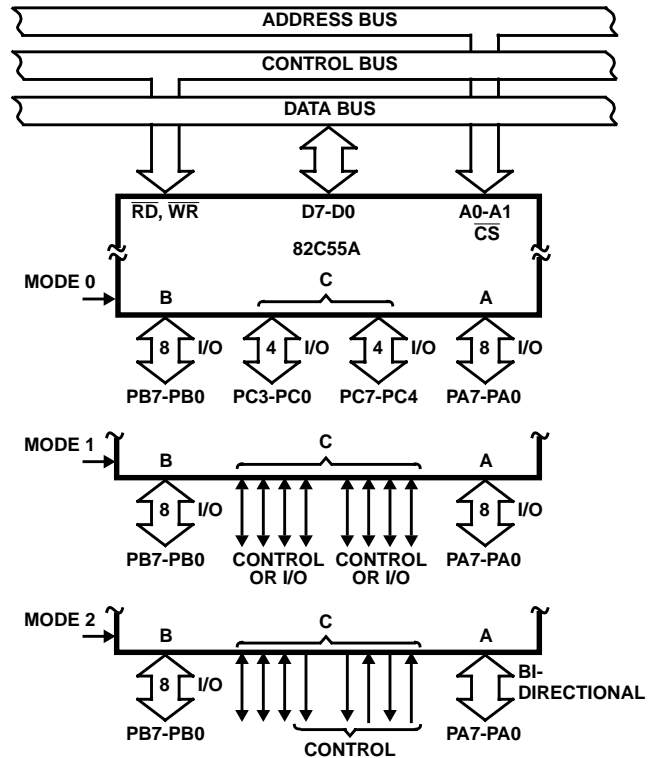 ADDRESS BUS
CONTROL BUS
DATA BUS
RD, WR D7-D0 A0-A1
CS
82C55A
MODE 0
B C A
8 I/O 4 I/O 4 I/O 8 I/O
PB7-PB0 PC3-PC0 PC7-PC4 PA7-PA0
MODE 1
B C A
8 I/O 8 I/O
PB7-PB0 CONTROL OR I/O CONTROL OR I/O PA7-PA0
MODE 2
B C A
8 I/O BI-
DIRECTIONAL
PB7-PB0 CONTROL PA7-PA0